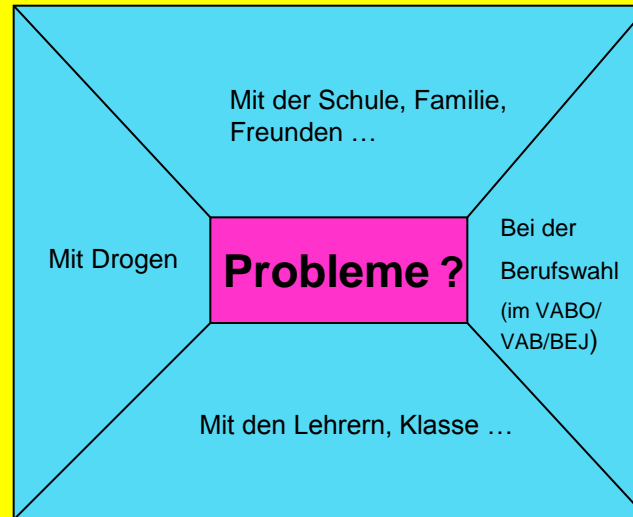 Mit der Schule, Familie,
Freunden …
Mit Drogen
Probleme ?
Bei der
Berufswahl
(im VABO/
VAB/BEJ)
Mit den Lehrern, Klasse …